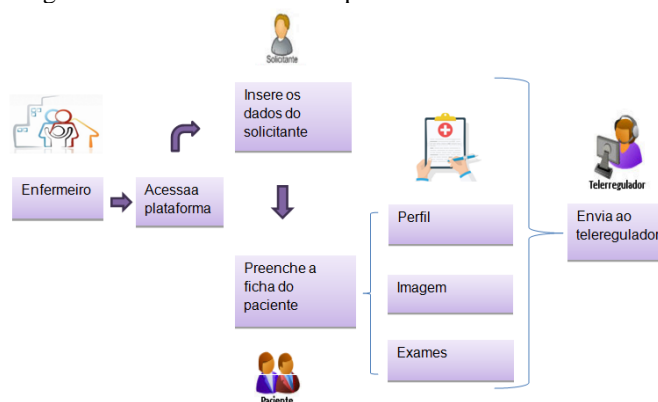 Solicitante
Insere os
dados do
solicitante
Enfermeiro
Acessaa
plataforma
Preenche a
ficha do
paciente
Paciente
Perfil
Imagem
Exames
Telerregulador
Envia ao
teleregulador